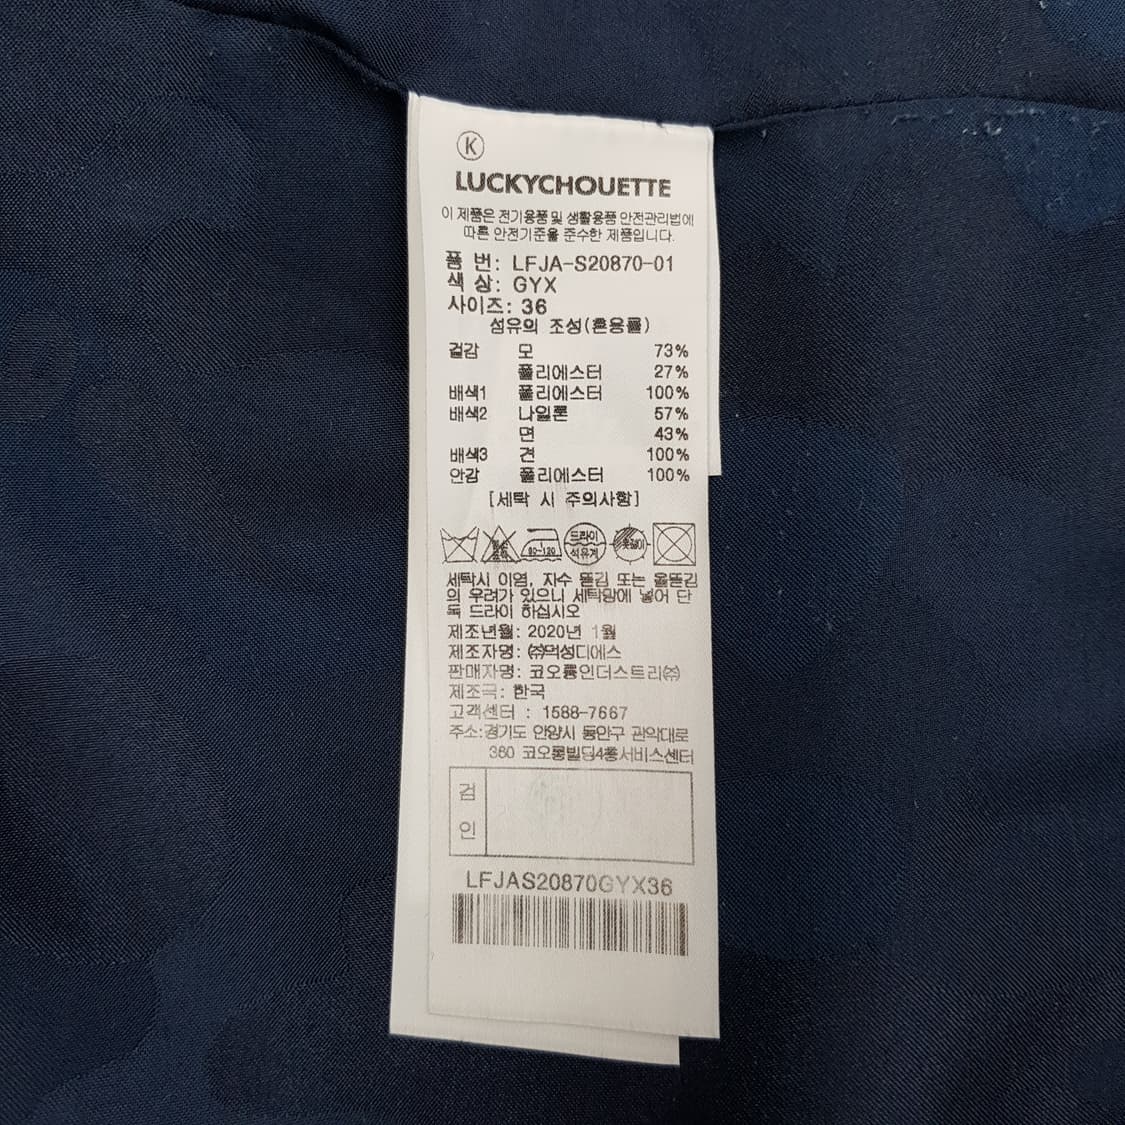 K
LUCKYCHOUETTE
이 제품은 전기용품 및 생활용품 안전관리법에
따른 안전기준을 준수한 제품입니다.
품 번: LFJA-S20870-01
색 상: GYX
사이즈: 36
섬유의 조성(혼용률)
겉감 모 73%
폴리에스터 27%
배색1 폴리에스터 100%
배색2 나일론 57%
면 43%
배색3 견 100%
안감 폴리에스터 100%
[세탁 시 주의사항]
80-120 드라이 석유계
세탁시 이염, 자수 뜯김 또는 올뜯김
의 우려가 있으니 세탁망에 넣어 단
독 드라이 하십시오
제조년월: 2020년 1월
제조자명: ㈜덕성디에스
판매자명: 코오롱인더스트리㈜
제조국: 한국
고객센터 : 1588-7667
주소:경기도 안양시 동안구 관악대로
360 코오롱빌딩4층서비스센터
검
인
LFJAS20870GYX36